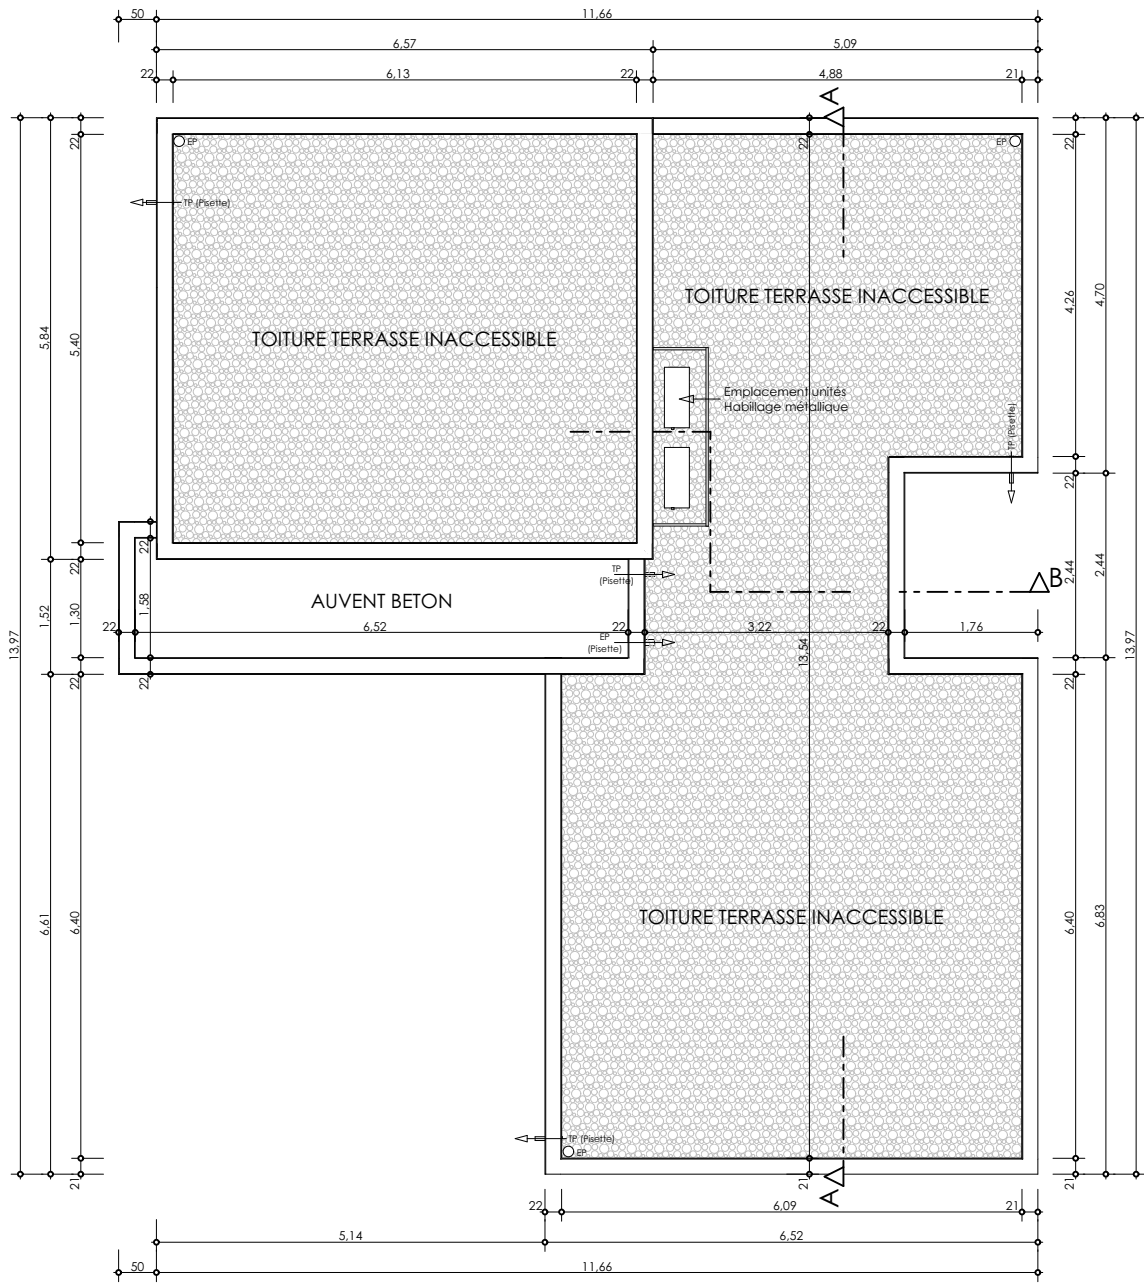 50
11,66
6,57
5,09
22
6,13
22
4,88
21
A
22
22
22
EP
EP
TP (Pisette)
TOITURE TERRASSE INACCESSIBLE
TOITURE TERRASSE INACCESSIBLE
4,26
4,70
5,84
5,40
Emplacement unités
Habillage métallique
TP (Pisette)
22
22
22
TP
(Pisette)
B
2,44
2,44
AUVENT BETON
1,58
1,52
1,30
22
6,52
22
EP
(Pisette)
3,22
22
1,76
13,97
13,54
13,97
22
22
22
6,61
6,40
TOITURE TERRASSE INACCESSIBLE
6,40
6,83
TP (Pisette)
EP
21
21
A
21
22
6,09
21
5,14
6,52
50
11,66